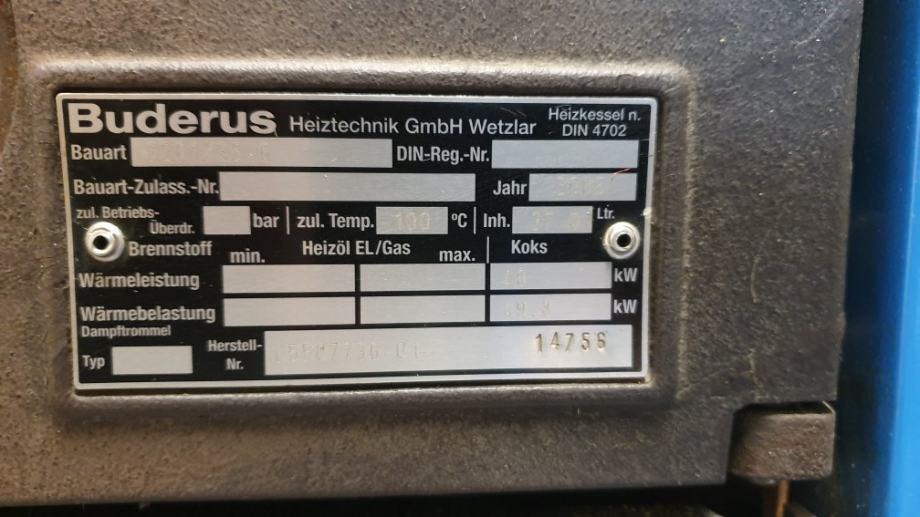 Buderus Heiztechnik GmbH Wetzlar Heizkessel n. DIN 4702
Bauart DIN-Reg.-Nr.
Bauart-Zulass.-Nr. Jahr
zul. Betriebs-Überdr. bar zul. Temp. 100 ºC Inh. Ltr.
Brennstoff min. Heizöl EL/Gas max. Koks
Wärmeleistung kW
Wärmebelastung kW
Dampftrommel
Typ Herstell-Nr. 14756